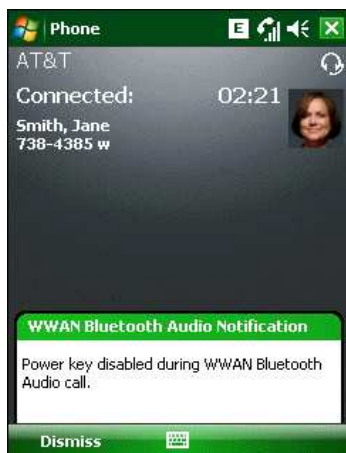 Phone
E
AT&T
Connected: 02:21
Smith, Jane
738-4385 w
WWAN Bluetooth Audio Notification
Power key disabled during WWAN Bluetooth
Audio call.
Dismiss